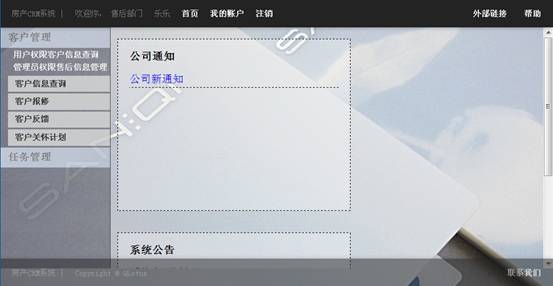 房产CRM系统 | 欢迎你, 售后部门 乐乐 首页 我的账户 注销 外部链接 帮助
客户管理
用户权限客户信息查询
管理员权限售后信息管理
客户信息查询
客户报修
客户反馈
客户关怀计划
任务管理
公司通知
公司新通知
系统公告
房产CRM系统 | Copyright © 联系我们